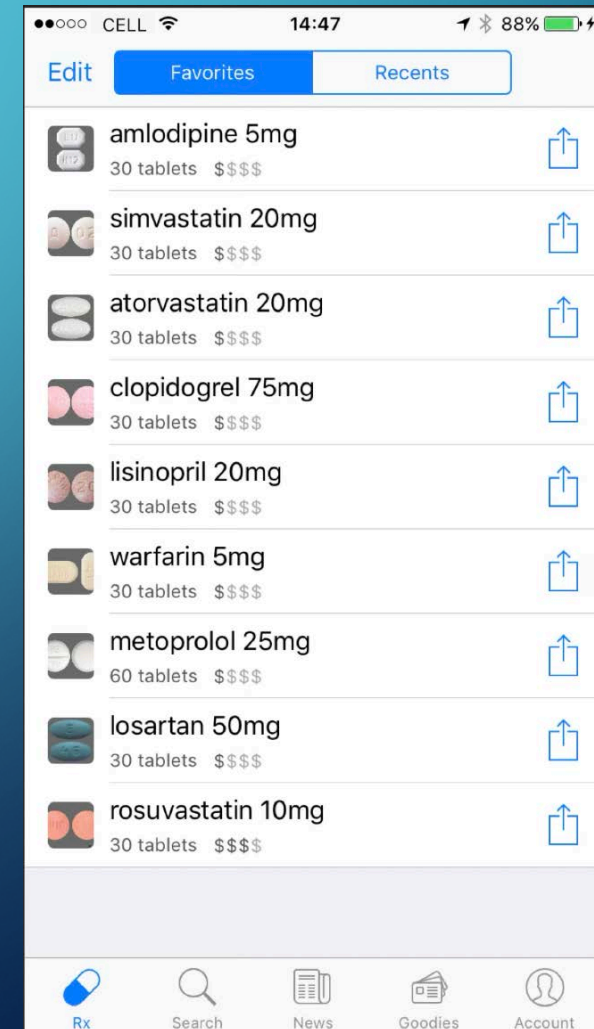 CELL 14:47 88%
Edit Favorites Recents
amlodipine 5mg
30 tablets $$$$
simvastatin 20mg
30 tablets $$$$
atorvastatin 20mg
30 tablets $$$$
clopidogrel 75mg
30 tablets $$$$
lisinopril 20mg
30 tablets $$$$
warfarin 5mg
30 tablets $$$$
metoprolol 25mg
60 tablets $$$$
losartan 50mg
30 tablets $$$$
rosuvastatin 10mg
30 tablets $$$$
Rx Search News Goodies Account